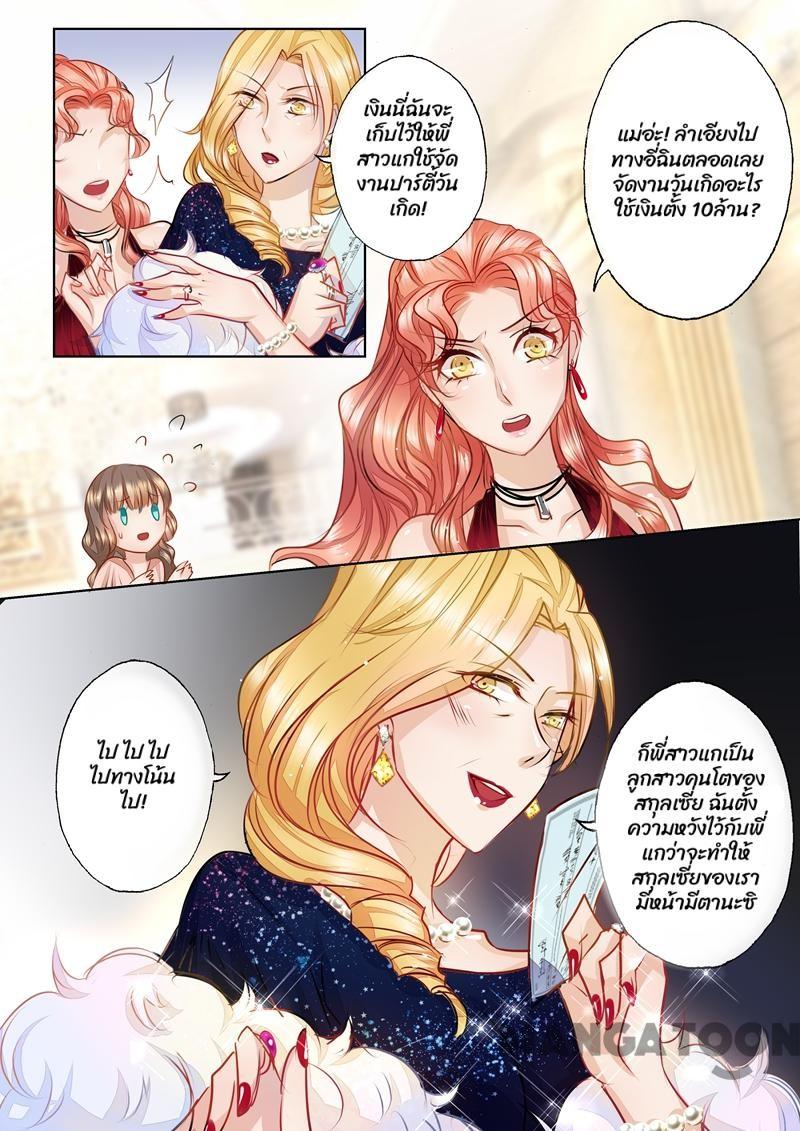 เงินนี่ฉันจะ
เก็บไว้ให้พี่
สาวแกใช้จัด
งานปาร์ตี้วัน
เกิด!
แม่อ่ะ! ลำเอียงไป
ทางอี่ฉินตลอดเลย
จัดงานวันเกิดอะไร
ใช้เงินตั้ง 10ล้าน?
ไป ไป ไป
ไปทางโน้น
ไป!
ก็พี่สาวแกเป็น
ลูกสาวคนโตของ
สกุลเซี่ย ฉันตั้ง
ความหวังไว้กับพี่
แกว่าจะทำให้
สกุลเซี่ยของเรา
มีหน้ามีตานะซิ
MANGATOON